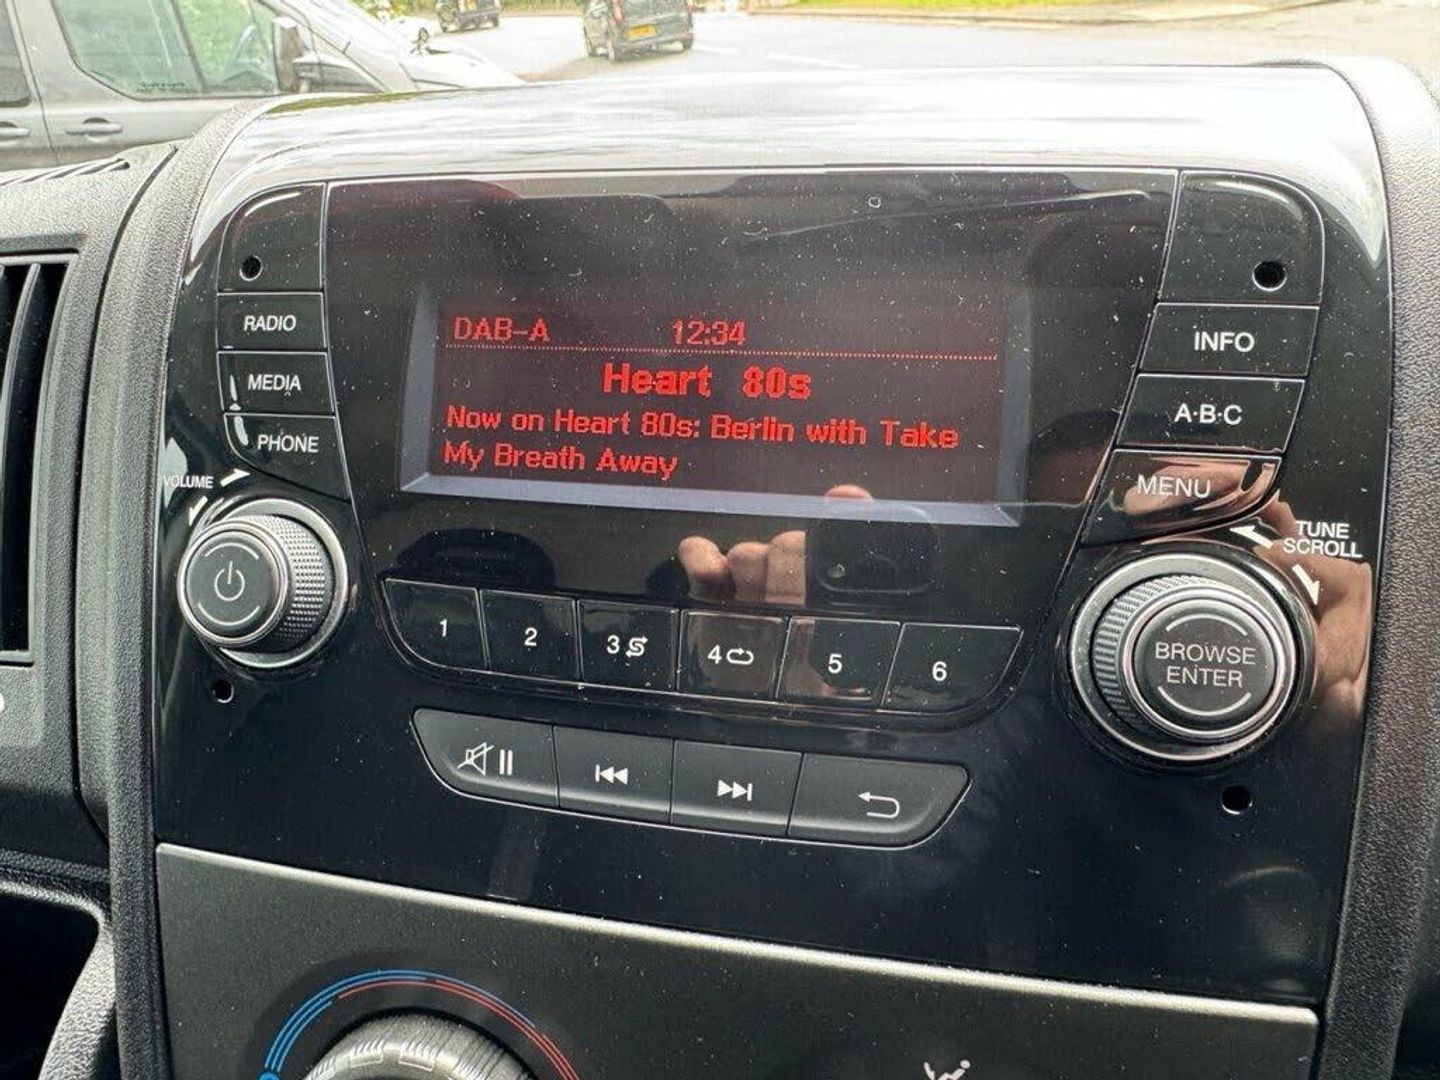 DAB-A 12:34
Heart 80s
Now on Heart 80s: Berlin with Take
My Breath Away
RADIO
MEDIA
PHONE
VOLUME
INFO
A·B·C
MENU
TUNE
SCROLL
BROWSE
ENTER
1 2 3 4 5 6